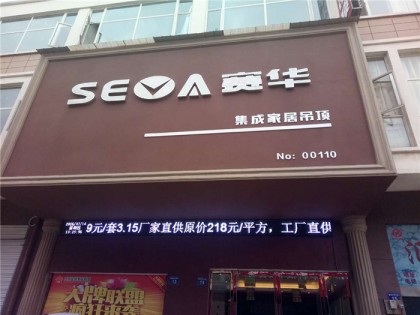 SEVA 赛华
集成家居吊顶
No: 00110
9元/套3.15厂家直供原价218元/平方，工厂直供
大牌联盟